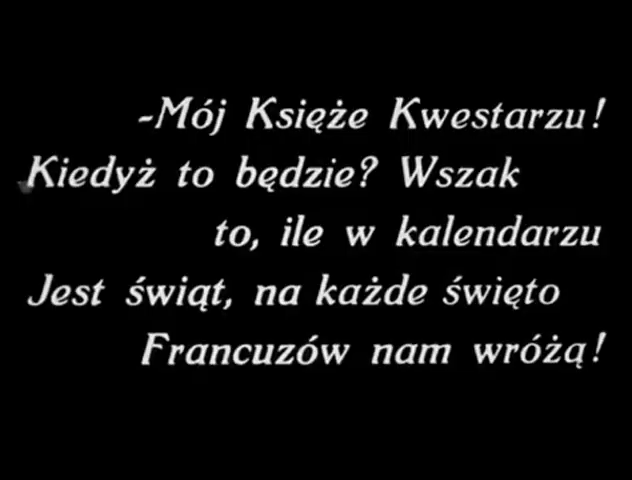 -Mój Księże Kwestarzu!
Kiedyż to będzie? Wszak
to, ile w kalendarzu
Jest świąt, na każde święto
Francuzów nam wróżą!